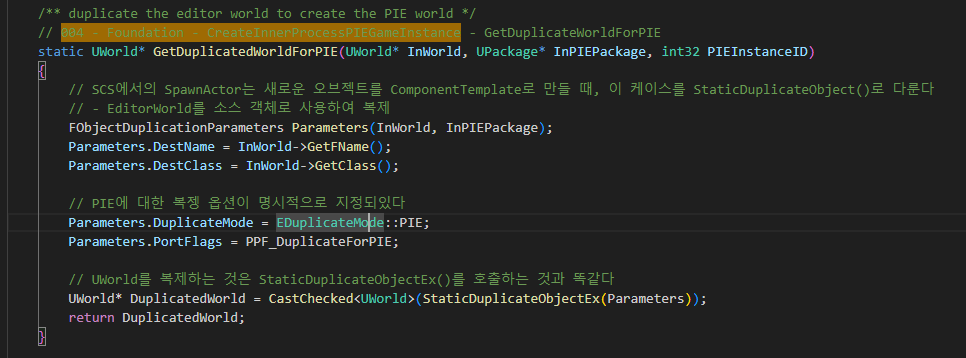 /** duplicate the editor world to create the PIE world */
// 004 - Foundation - CreateInnerProcessPIEGameInstance - GetDuplicateWorldForPIE
static UWorld* GetDuplicatedWorldForPIE(UWorld* InWorld, UPackage* InPIEPackage, int32 PIEInstanceID)
{
// SCS에서의 SpawnActor는 새로운 오브젝트를 ComponentTemplate로 만들 때, 이 케이스를 StaticDuplicateObject()로 다룬다
// - EditorWorld를 소스 객체로 사용하여 복제
FObjectDuplicationParameters Parameters(InWorld, InPIEPackage);
Parameters.DestName = InWorld->GetFName();
Parameters.DestClass = InWorld->GetClass();
// PIE에 대한 복젱 옵션이 명시적으로 지정되있다
Parameters.DuplicateMode = EDuplicateMode::PIE;
Parameters.PortFlags = PPF_DuplicateForPIE;
// UWorld를 복제하는 것은 StaticDuplicateObjectEx()를 호출하는 것과 똑같다
UWorld* DuplicatedWorld = CastChecked<UWorld>(StaticDuplicateObjectEx(Parameters));
return DuplicatedWorld;
}